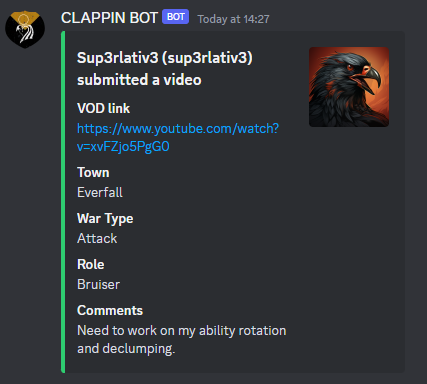 CLAPPIN BOT BOT Today at 14:27
Sup3rlativ3 (sup3rlativ3)
submitted a video
VOD link
https://www.youtube.com/watch?
v=xvFZjo5PgG0
Town
Everfall
War Type
Attack
Role
Bruiser
Comments
Need to work on my ability rotation
and declumping.